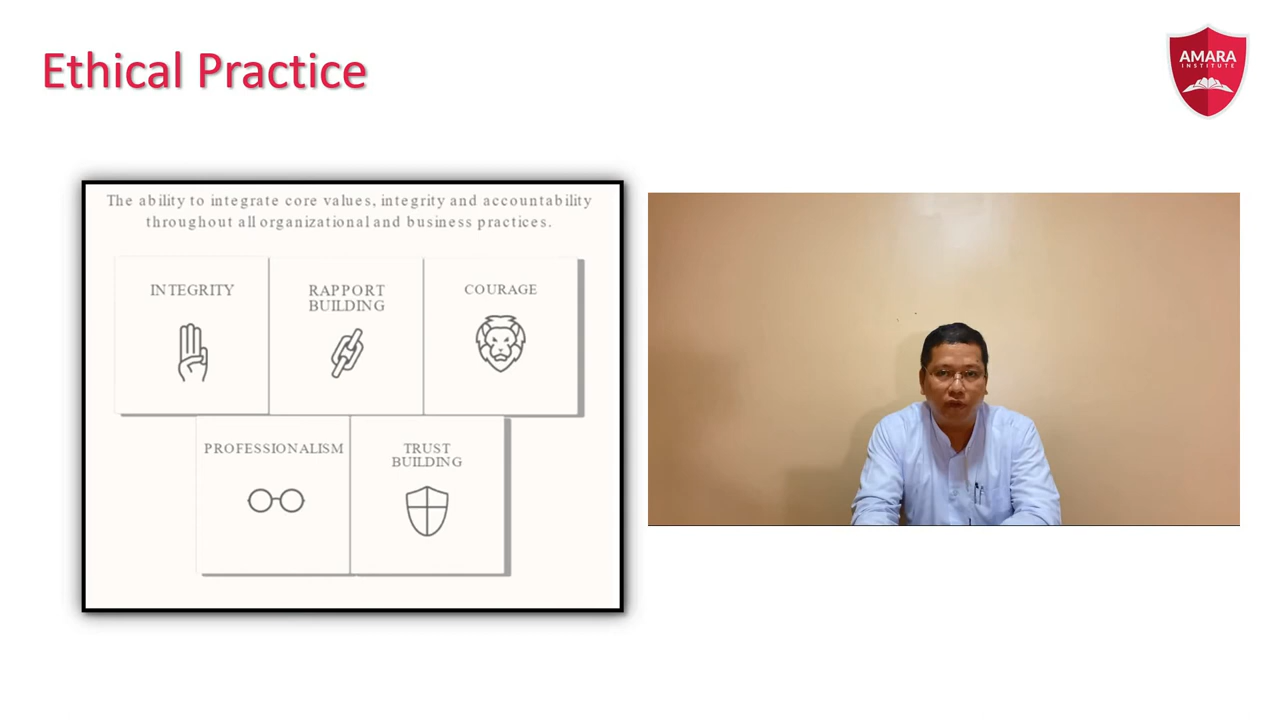 Ethical Practice
AMARA
INSTITUTE
The ability to integrate core values, integrity and accountability
throughout all organizational and business practices.
INTEGRITY
RAPPORT
BUILDING
COURAGE
PROFESSIONALISM
TRUST
BUILDING